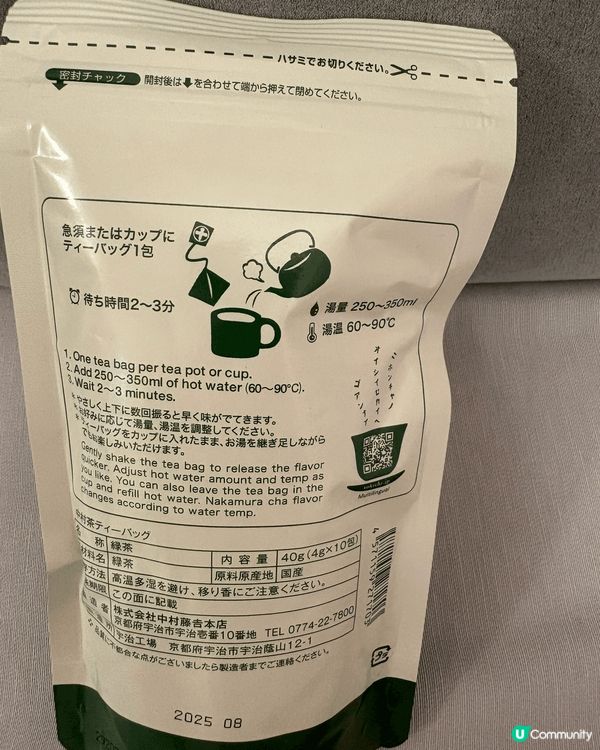 ハサミでお切りください。
密封チャック
開封後は⬇を合わせて端から押えて閉めてください。
急須またはカップに
ティーバッグ1包
待ち時間2〜3分
湯量 250〜350ml
湯温 60〜90℃
1. One tea bag per tea pot or cup.
2. Add 250〜350ml of hot water (60〜90℃).
3. Wait 2〜3 minutes.
*やさしく上下に数回振ると早く味がでてきます。
*お好みに応じて湯量、湯温を調整してください。
*ティーバッグをカップに入れたまま、お湯を継ぎ足しながら
でもお楽しみいただけます。
Gently shake the tea bag to release the flavor
quicker. Adjust hot water amount and temp as
you like. You can also leave the tea bag in the
cup and refill hot water. Nakamura cha flavor
changes according to water temp.
Multilingual
中村茶ティーバッグ
名 称 緑茶 内容量 40g(4g×10包)
原材料名 緑茶 原料原産地 国産
保存方法 高温多湿を避け、移り香にご注意ください。
この面に記載
株式会社中村藤吉本店
京都府宇治市宇治壱番10番地 TEL 0774-22-7800
宇治工場 京都府宇治市宇治蔭山12-1
不都合な点がございましたら製造者までご連絡ください。
2025 08
U Community